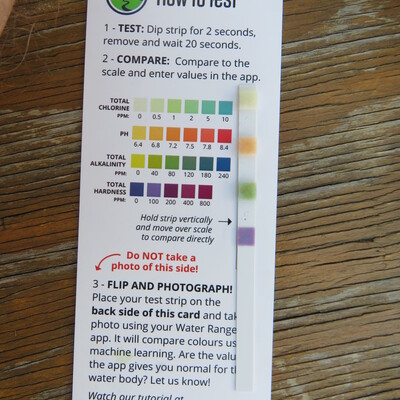 How to Test
1 - TEST: Dip strip for 2 seconds,
remove and wait 20 seconds.
2 - COMPARE: Compare to the
scale and enter values in the app.
TOTAL
CHLORINE
PPM: 0 0.5 1 2 5 10
PH
6.4 6.8 7.2 7.5 7.8 8.4
TOTAL
ALKALINITY
PPM: 0 40 80 120 180 240
TOTAL
HARDNESS
PPM: 0 100 200 400 800
Hold strip vertically
and move over scale
to compare directly
Do NOT take a
photo of this side!
3 - FLIP AND PHOTOGRAPH!
Place your test strip on the
back side of this card and
photo using your Water Range
app. It will compare colours
machine learning. Are the
the app gives you normal for
water body? Let us know!
Watch our tutorial at